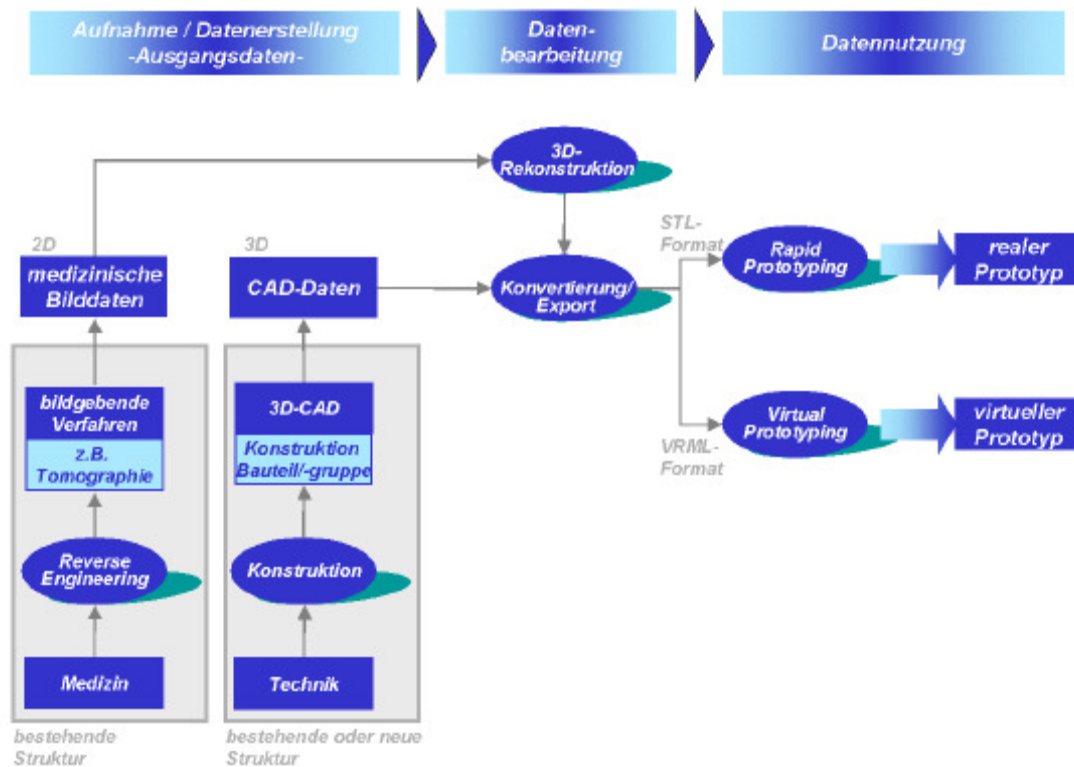 Aufnahme / Datenerstellung
-Ausgangsdaten-
Daten-
bearbeitung
Datennutzung
3D-
Rekonstruktion
2D
medizinische
Bilddaten
3D
CAD-Daten
Konvertierung/
Export
STL-
Format
Rapid
Prototyping
realer
Prototyp
bildgebende
Verfahren
z.B.
Tomographie
3D-CAD
Konstruktion
Bauteil/-gruppe
Virtual
Prototyping
virtueller
Prototyp
VRML-
Format
Reverse
Engineering
Konstruktion
Medizin
Technik
bestehende
Struktur
bestehende oder neue
Struktur